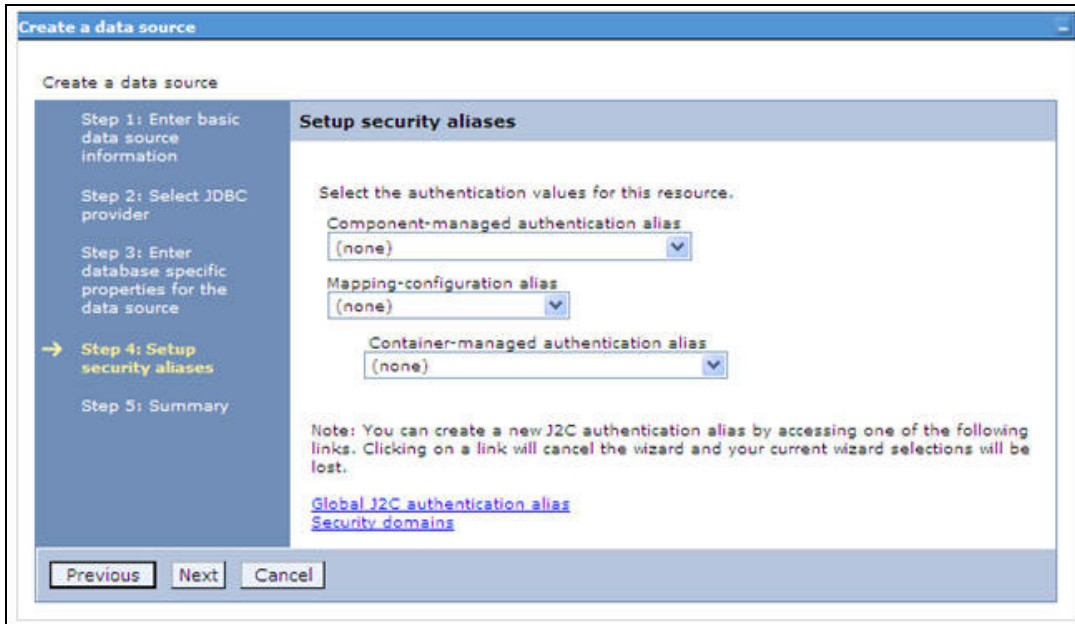 Create a data source
Create a data source
Step 1: Enter basic
data source
information
Step 2: Select JDBC
provider
Step 3: Enter
database specific
properties for the
data source
Step 4: Setup
security aliases
Step 5: Summary
Setup security aliases
Select the authentication values for this resource.
Component-managed authentication alias
(none)
Mapping-configuration alias
(none)
Container-managed authentication alias
(none)
Note: You can create a new J2C authentication alias by accessing one of the following
links. Clicking on a link will cancel the wizard and your current wizard selections will be
lost.
Global J2C authentication alias
Security domains
Previous Next Cancel